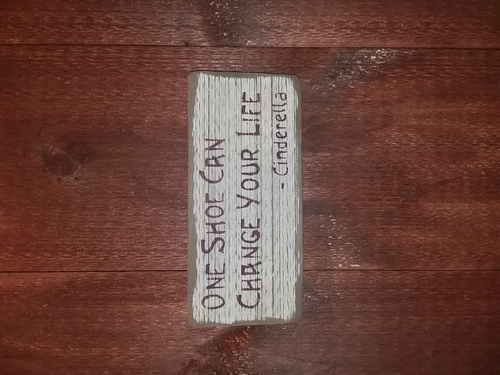 ONE SHOE CAN
CHANGE YOUR LIFE
- Cinderella